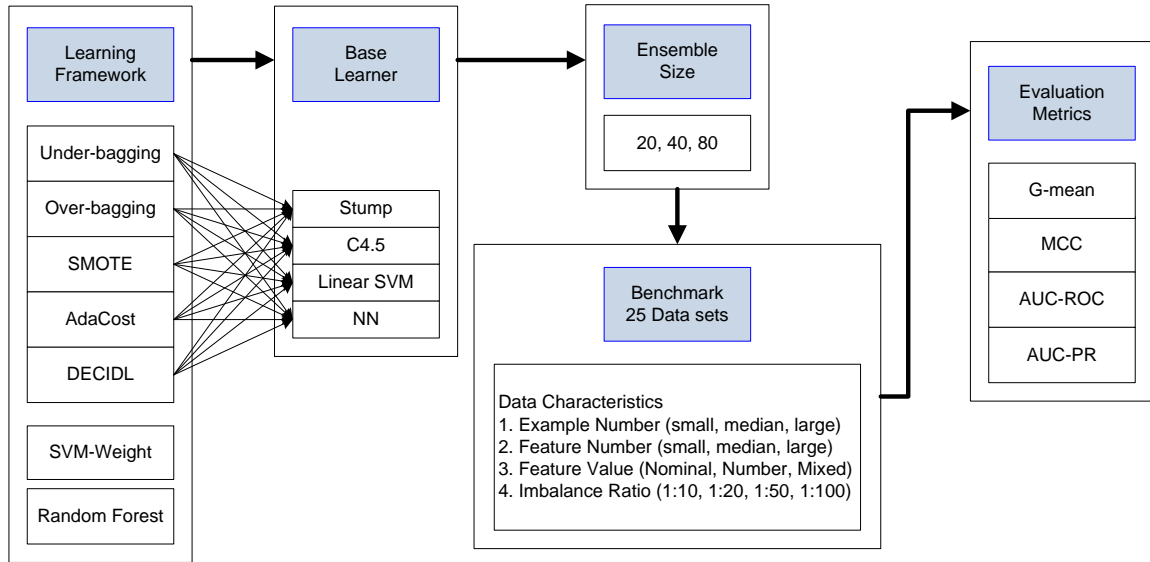 Learning
Framework
Under-bagging
Over-bagging
SMOTE
AdaCost
DECIDL
SVM-Weight
Random Forest
Base
Learner
Stump
C4.5
Linear SVM
NN
Ensemble
Size
20, 40, 80
Benchmark
25 Data sets
Data Characteristics
1. Example Number (small, median, large)
2. Feature Number (small, median, large)
3. Feature Value (Nominal, Number, Mixed)
4. Imbalance Ratio (1:10, 1:20, 1:50, 1:100)
Evaluation
Metrics
G-mean
MCC
AUC-ROC
AUC-PR